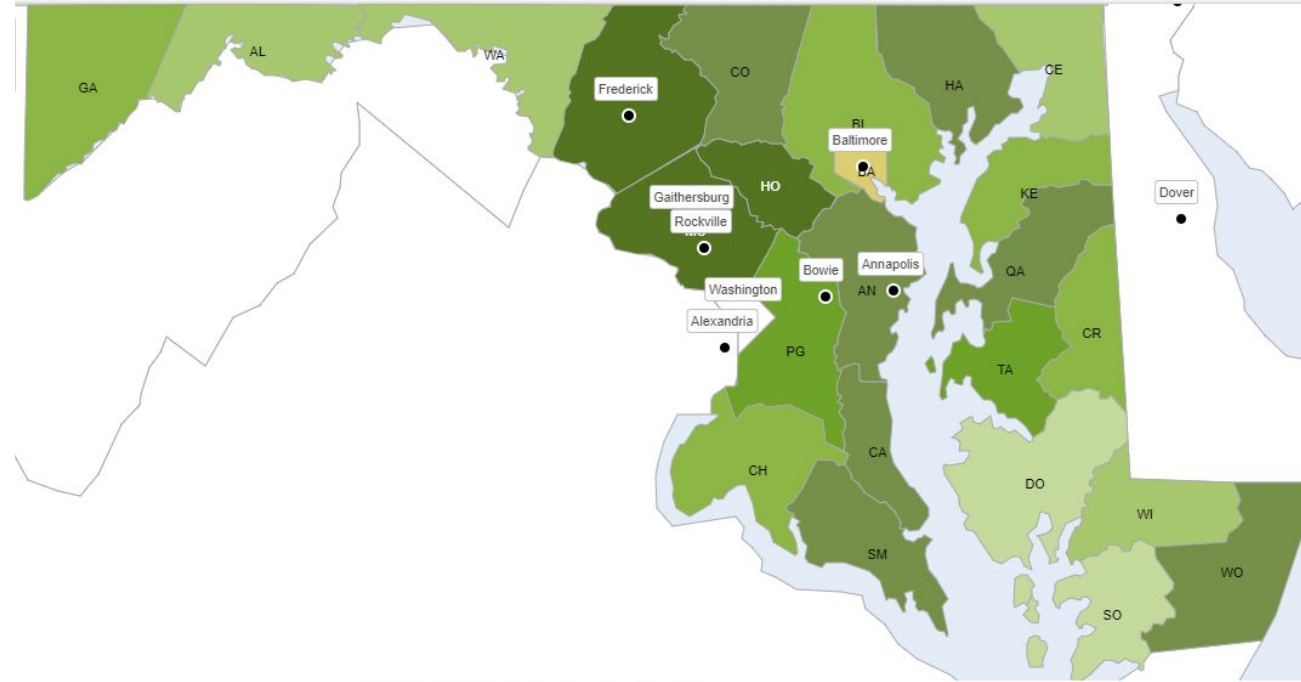 GA
AL
WA
Frederick
CO
HA
CE
Baltimore
BA
HO
Gaithersburg
Rockville
KE
Dover
Washington
Bowie
Annapolis
AN
QA
Alexandria
PG
CR
TA
CH
CA
DO
WI
SM
WO
SO